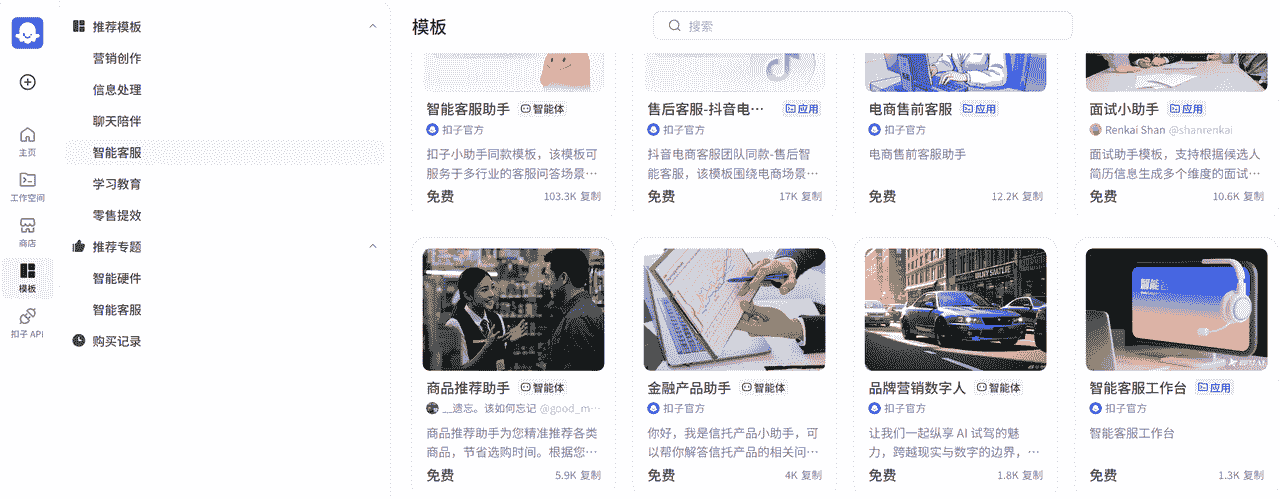 模板
搜索
推荐模板
营销创作
信息处理
聊天陪伴
智能客服
学习教育
零售提效
推荐专题
智能硬件
智能客服
购买记录
主页
工作空间
商店
模板
扣子 API
智能客服助手 智能体
扣子官方
扣子小助手同款模板，该模板可
服务于多行业的客服问答场景…
免费 103.3K 复制
售后客服-抖音电… 应用
扣子官方
抖音电商客服团队同款-售后智
能客服，该模板围绕电商场景…
免费 17K 复制
电商售前客服 应用
扣子官方
电商售前客服助手
免费 12.2K 复制
面试小助手 应用
Renkai Shan @shanrenkai
面试助手模板，支持根据候选人
简历信息生成多个维度的面试…
免费 10.6K 复制
商品推荐助手 智能体
__遗忘。该如何忘记 @good_m…
商品推荐助手为您精准推荐各类
商品，节省选购时间。根据您…
免费 5.9K 复制
金融产品助手 智能体
扣子官方
你好，我是信托产品小助手，可
以帮你解答信托产品的相关问…
免费 4K 复制
品牌营销数字人 智能体
扣子官方
让我们一起纵享 AI 试驾的魅
力，跨越现实与数字的边界，…
免费 1.8K 复制
智能
智能客服工作台 应用
扣子官方
智能客服工作台
免费 1.3K 复制